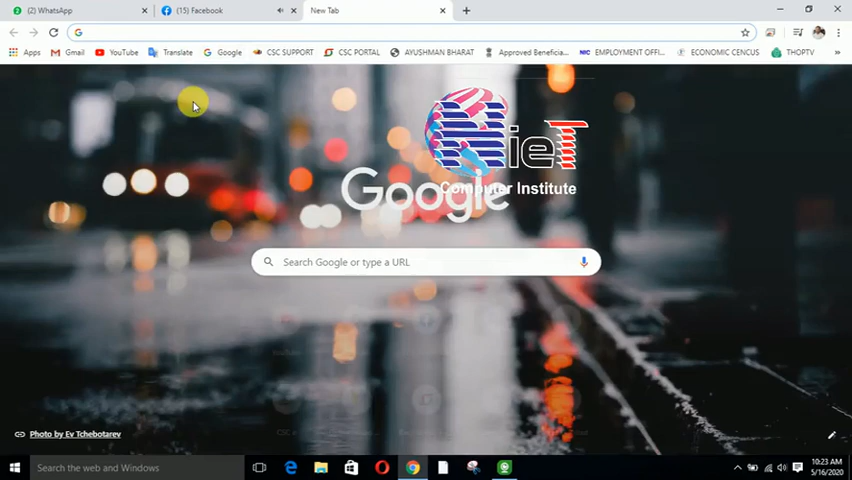 (2) WhatsApp
(15) Facebook
New Tab
Apps
Gmail
YouTube
Translate
Google
CSC SUPPORT
CSC PORTAL
AYUSHMAN BHARAT
Approved Beneficia...
EMPLOYMENT OFFI...
ECONOMIC CENCUS
THOPTV
NieT
Computer Institute
Google
Search Google or type a URL
Photo by Ev Tchebotarev
Search the web and Windows
10:23 AM
5/16/2020